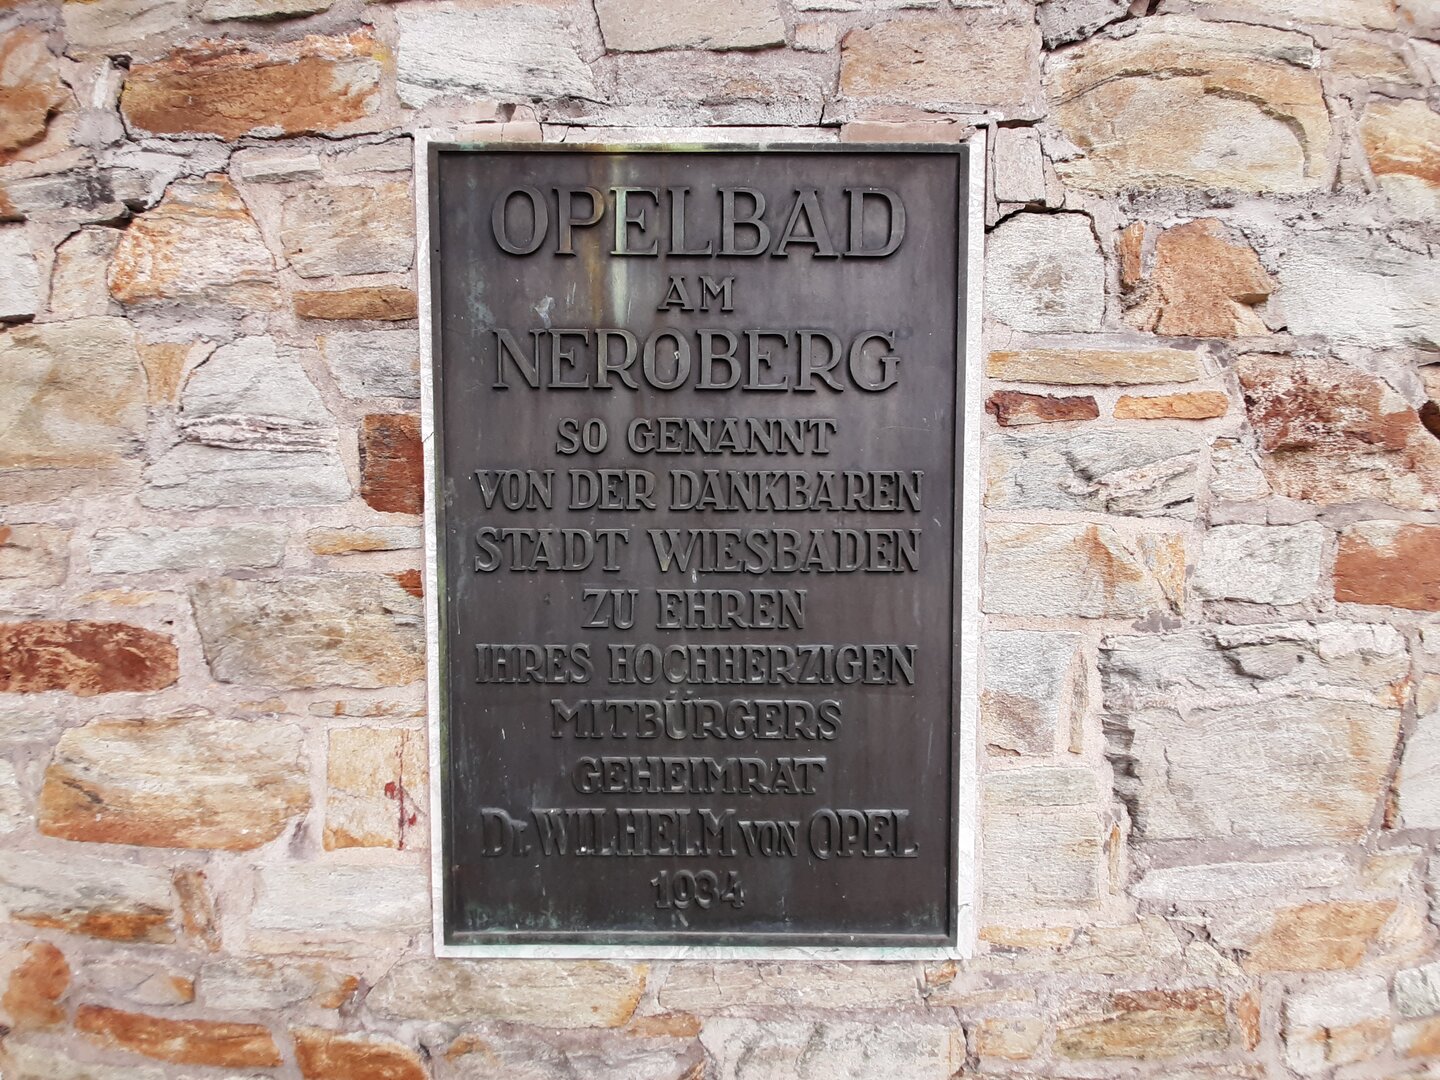 OPELBAD
AM
NEROBERG
SO GENANNT
VON DER DANKBAREN
STADT WIESBADEN
ZU EHREN
IHRES HOCHHERZIGEN
MITBÜRGERS
GEHEIMRAT
Dr. WILHELM VON OPEL
1934